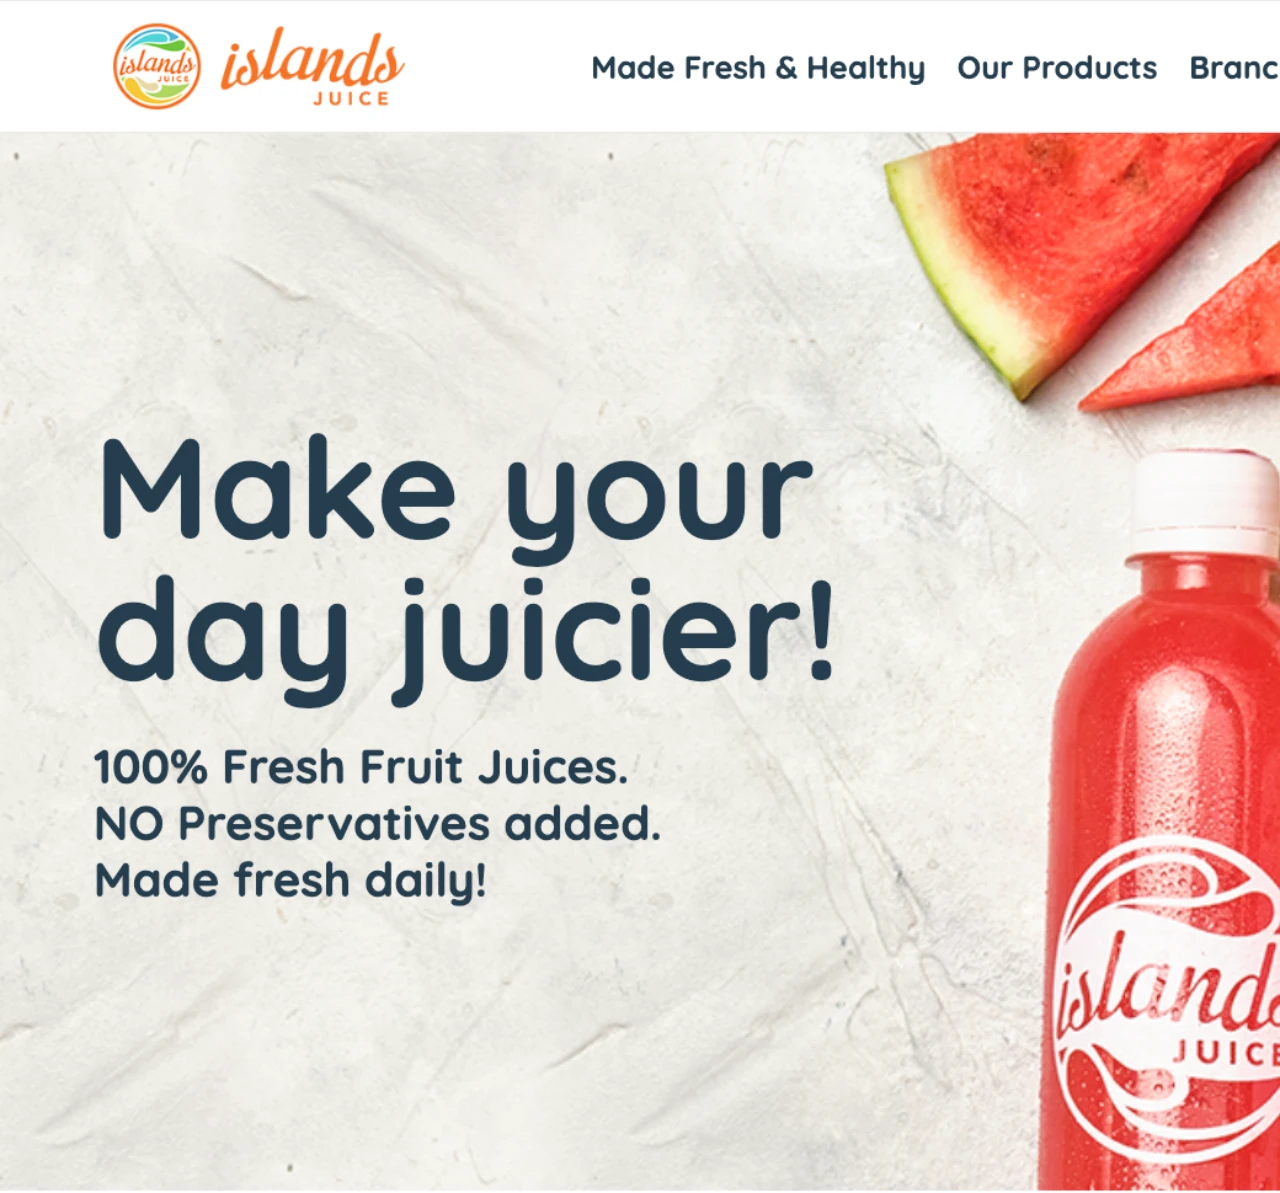 islands
JUICE
islands
JUICE
Made Fresh & Healthy Our Products Branc
Make your
day juicier!
100% Fresh Fruit Juices.
NO Preservatives added.
Made fresh daily!
islands
JUICE